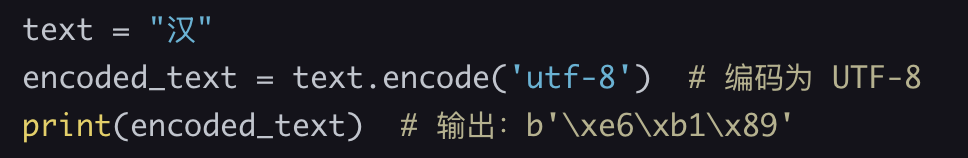 text = "汉"
encoded_text = text.encode('utf-8')  # 编码为 UTF-8
print(encoded_text)  # 输出：b'\xe6\xb1\x89'